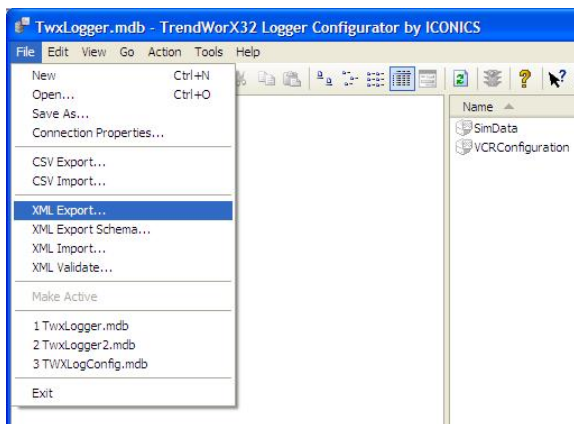 TwxLogger.mdb - TrendWorX32 Logger Configurator by ICONICS
File Edit View Go Action Tools Help
New Ctrl+N
Open... Ctrl+O
Save As...
Connection Properties...
CSV Export...
CSV Import...
XML Export...
XML Export Schema...
XML Import...
XML Validate...
Make Active
1 TwxLogger.mdb
2 TwxLogger2.mdb
3 TWXLogConfig.mdb
Exit
Name
SimData
VCRConfiguration